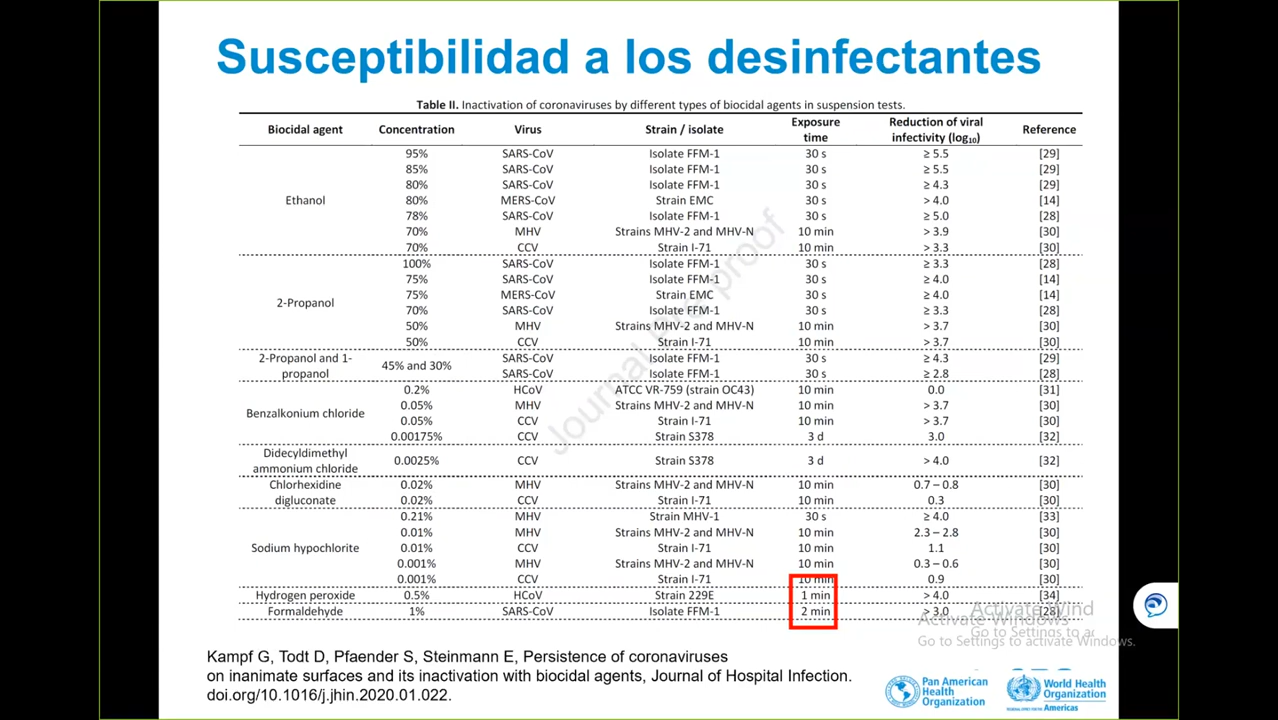 Susceptibilidad a los desinfectantes
Table II. Inactivation of coronaviruses by different types of biocidal agents in suspension tests.
Biocidal agent Concentration Virus Strain / isolate Exposure time Reduction of viral infectivity (log₁₀) Reference
Ethanol 95% SARS-CoV Isolate FFM-1 30 s ≥ 5.5 [29]
85% SARS-CoV Isolate FFM-1 30 s ≥ 5.5 [29]
80% SARS-CoV Isolate FFM-1 30 s ≥ 4.3 [29]
80% MERS-CoV Strain EMC 30 s > 4.0 [14]
78% SARS-CoV Isolate FFM-1 30 s ≥ 5.0 [28]
70% MHV Strains MHV-2 and MHV-N 10 min > 3.9 [30]
70% CCV Strain I-71 10 min > 3.3 [30]
2-Propanol 100% SARS-CoV Isolate FFM-1 30 s ≥ 3.3 [28]
75% SARS-CoV Isolate FFM-1 30 s ≥ 4.0 [14]
75% MERS-CoV Strain EMC 30 s ≥ 4.0 [14]
70% SARS-CoV Isolate FFM-1 30 s ≥ 3.3 [28]
50% MHV Strains MHV-2 and MHV-N 10 min > 3.7 [30]
50% CCV Strain I-71 10 min > 3.7 [30]
2-Propanol and 1-propanol 45% and 30% SARS-CoV Isolate FFM-1 30 s ≥ 4.3 [29]
SARS-CoV Isolate FFM-1 30 s ≥ 2.8 [28]
Benzalkonium chloride 0.2% HCoV ATCC VR-759 (strain OC43) 10 min 0.0 [31]
0.05% MHV Strains MHV-2 and MHV-N 10 min > 3.7 [30]
0.05% CCV Strain I-71 10 min > 3.7 [30]
0.00175% CCV Strain S378 3 d 3.0 [32]
Didecyldimethyl ammonium chloride 0.0025% CCV Strain S378 3 d > 4.0 [32]
Chlorhexidine digluconate 0.02% MHV Strains MHV-2 and MHV-N 10 min 0.7 – 0.8 [30]
0.02% CCV Strain I-71 10 min 0.3 [30]
Sodium hypochlorite 0.21% MHV Strain MHV-1 30 s ≥ 4.0 [33]
0.01% MHV Strains MHV-2 and MHV-N 10 min 2.3 – 2.8 [30]
0.01% CCV Strain I-71 10 min 1.1 [30]
0.001% MHV Strains MHV-2 and MHV-N 10 min 0.3 – 0.6 [30]
0.001% CCV Strain I-71 10 min 0.9 [30]
Hydrogen peroxide 0.5% HCoV Strain 229E 1 min > 4.0 [34]
Formaldehyde 1% SARS-CoV Isolate FFM-1 2 min > 3.0 [28]
Journal Pre-proof
Activate Wind
Activate Windows
Go to Settings to a
Go to Settings to activate Windows.
Kampf G, Todt D, Pfaender S, Steinmann E, Persistence of coronaviruses
on inanimate surfaces and its inactivation with biocidal agents, Journal of Hospital Infection.
doi.org/10.1016/j.jhin.2020.01.022.
Pan American
Health
Organization
World Health
Organization
Americas